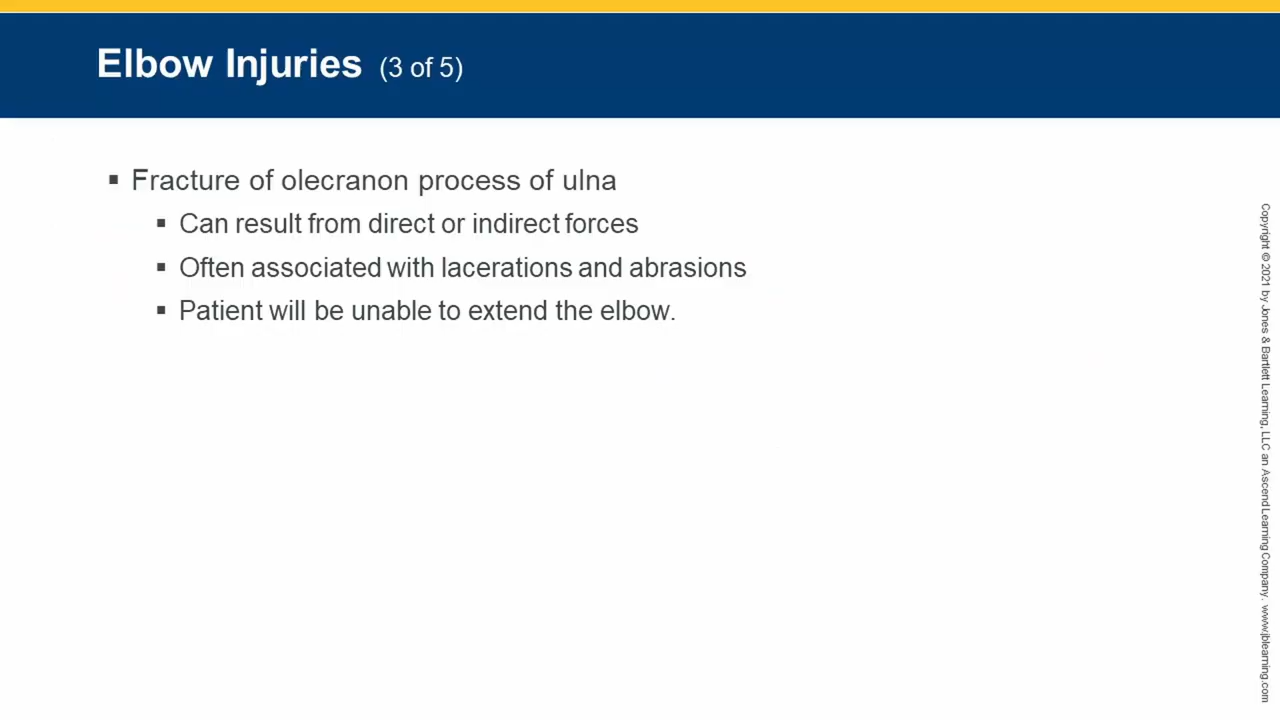 Elbow Injuries (3 of 5)
▪ Fracture of olecranon process of ulna
▪ Can result from direct or indirect forces
▪ Often associated with lacerations and abrasions
▪ Patient will be unable to extend the elbow.
Copyright © 2021 by Jones & Bartlett Learning, LLC an Ascend Learning Company. www.jblearning.com